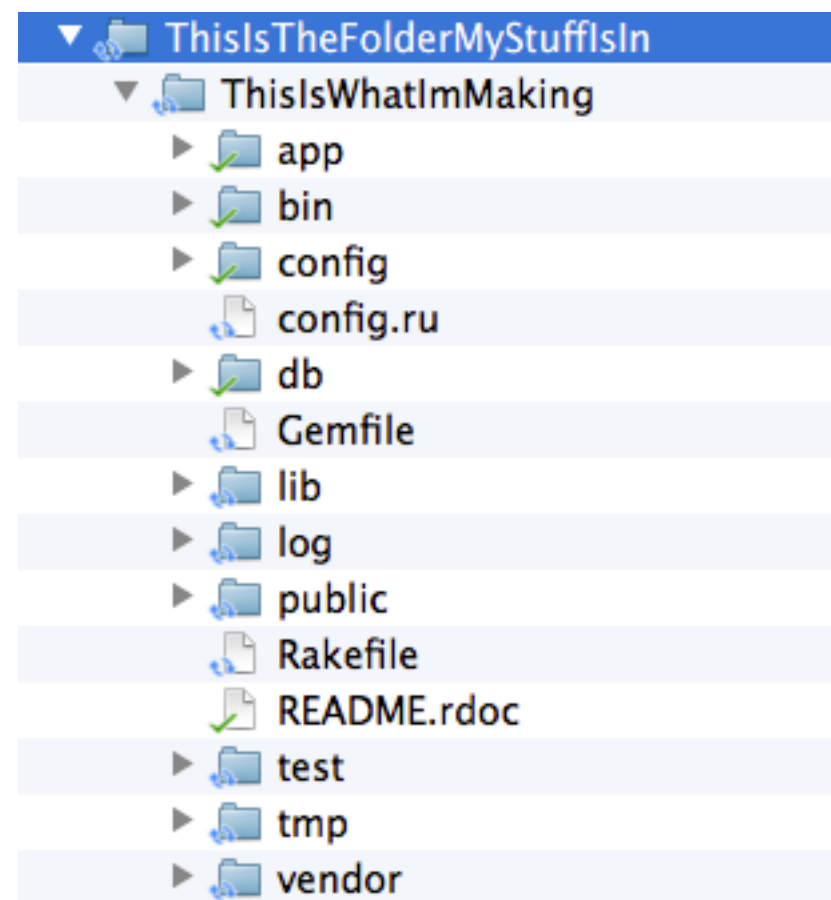 ThisIsTheFolderMyStuffIsIn
ThisIsWhatImMaking
app
bin
config
config.ru
db
Gemfile
lib
log
public
Rakefile
README.rdoc
test
tmp
vendor